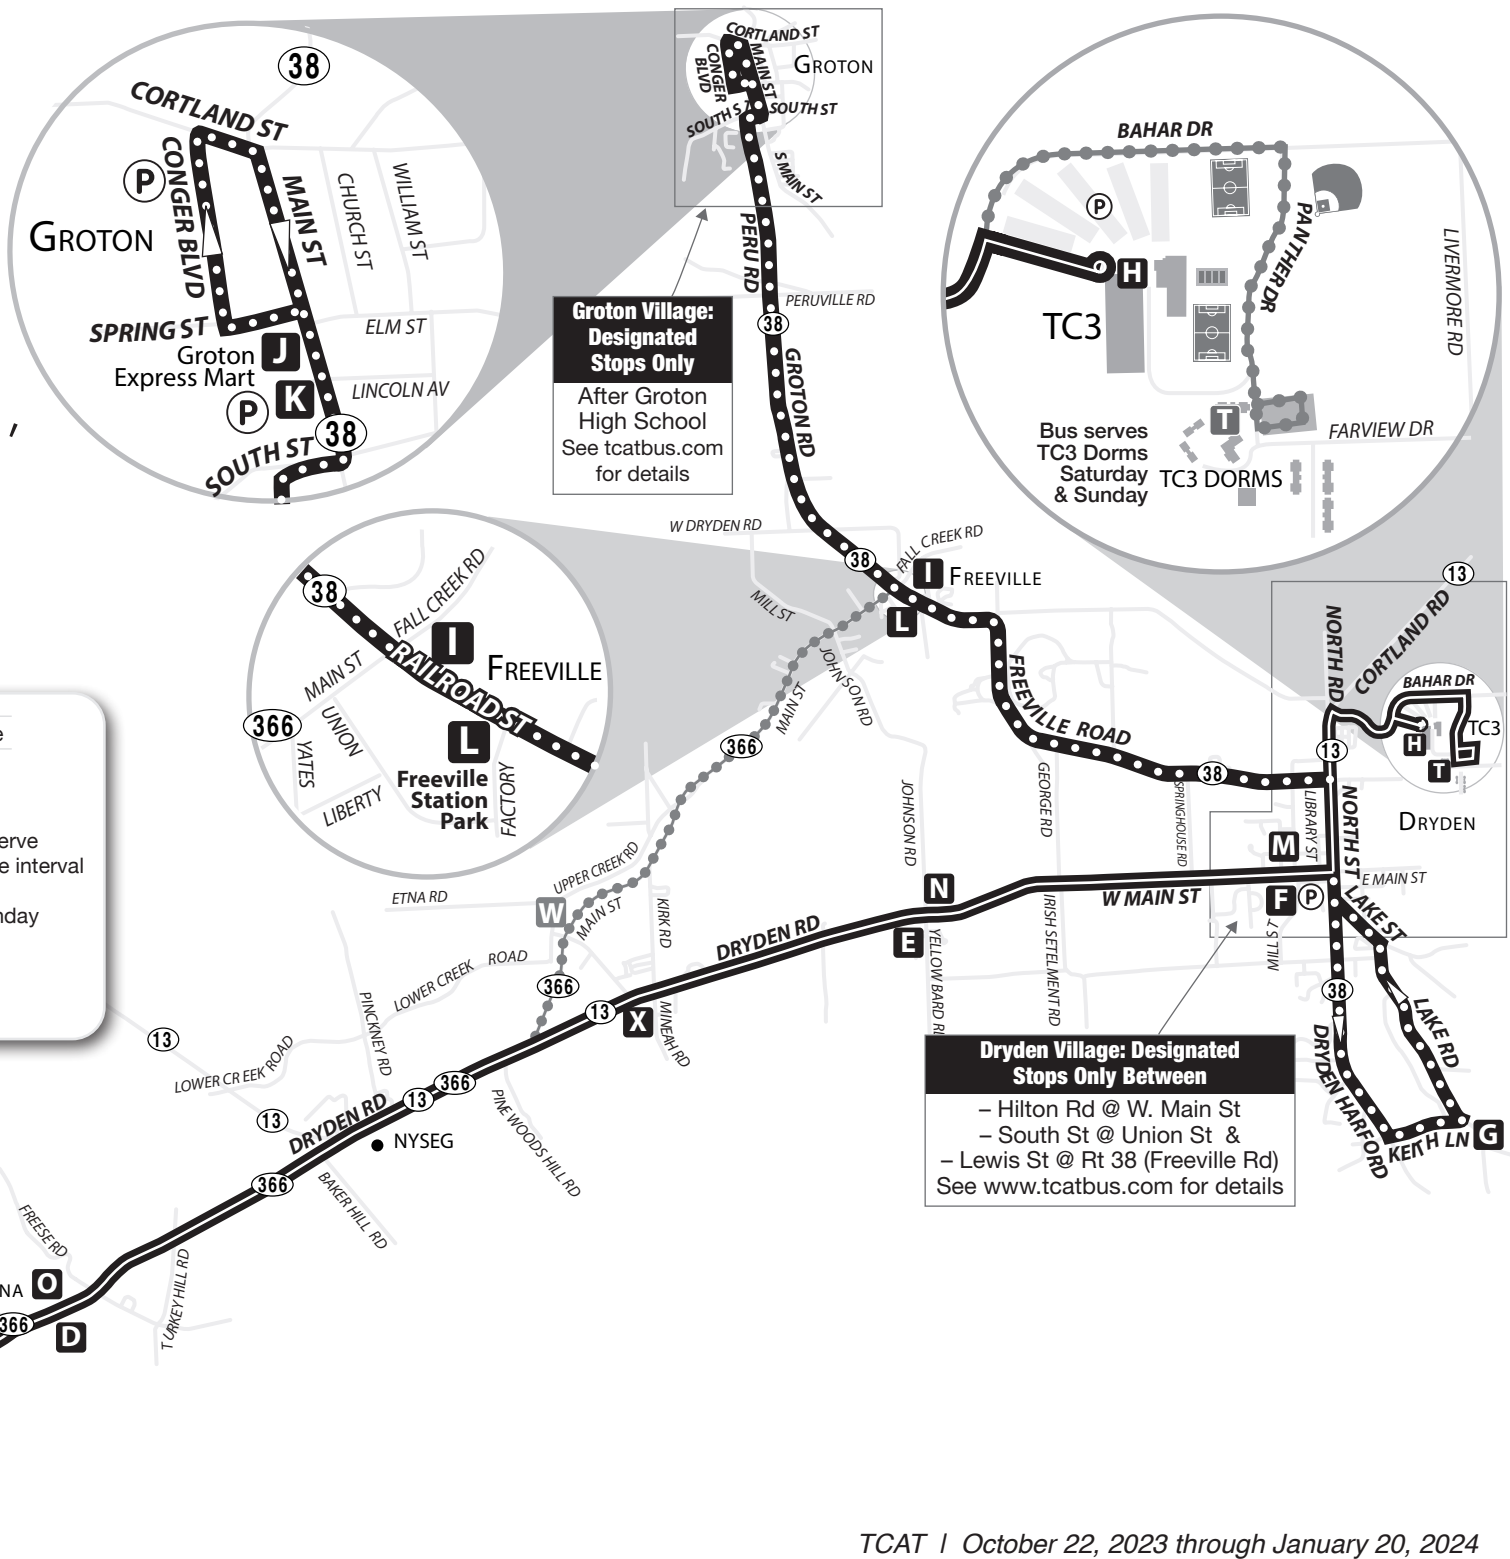 38
CORTLAND ST
CONGER BLVD
P
MAIN ST
CHURCH ST
WILLIAM ST
GROTON
SPRING ST
ELM ST
Groton
Express Mart
J
LINCOLN AV
P
K
38
SOUTH ST
CORTLAND ST
CONGER
BLVD
MAIN ST
GROTON
SOUTH ST
SOUTH ST
S MAIN ST
PERU RD
PERUVILLE RD
38
Groton Village:
Designated
Stops Only
After Groton
High School
See tcatbus.com
for details
GROTON RD
W DRYDEN RD
38
FALL CREEK RD
I
FREEVILLE
L
MILL ST
JOHNSON RD
MAIN ST
366
BAHAR DR
P
PANTHER DR
LIVERMORE RD
H
TC3
T
FARVIEW DR
Bus serves
TC3 Dorms
Saturday
& Sunday
TC3 DORMS
38
FALL CREEK RD
I
RAILROAD ST
FREEVILLE
MAIN ST
366
UNION
YATES
L
Freeville
Station
Park
LIBERTY
FACTORY
e
erve
e interval
nday
FREEVILLE ROAD
38
GEORGE RD
SPRINGHOUSE RD
LIBRARY ST
JOHNSON RD
13
NORTH RD
CORTLAND RD
BAHAR DR
TC3
H
T
13
NORTH ST
DRYDEN
M
E MAIN ST
W MAIN ST
F
P
MILL ST
LAKE ST
N
E
YELLOW BARD RD
IRISH SETELMENT RD
ETNA RD
UPPER CREEK RD
W
MAIN ST
KIRK RD
DRYDEN RD
LOWER CREEK ROAD
366
13
X
MINEAH RD
38
LAKE RD
DRYDEN HARFORD
KEITH LN
G
Dryden Village: Designated
Stops Only Between
– Hilton Rd @ W. Main St
– South St @ Union St &
– Lewis St @ Rt 38 (Freeville Rd)
See www.tcatbus.com for details
13
LOWER CREEK ROAD
PINCKNEY RD
13
366
13
DRYDEN RD
NYSEG
PINE WOODS HILL RD
366
BAKER HILL RD
FREESE RD
TURKEY HILL RD
NA
O
366
D
TCAT | October 22, 2023 through January 20, 2024